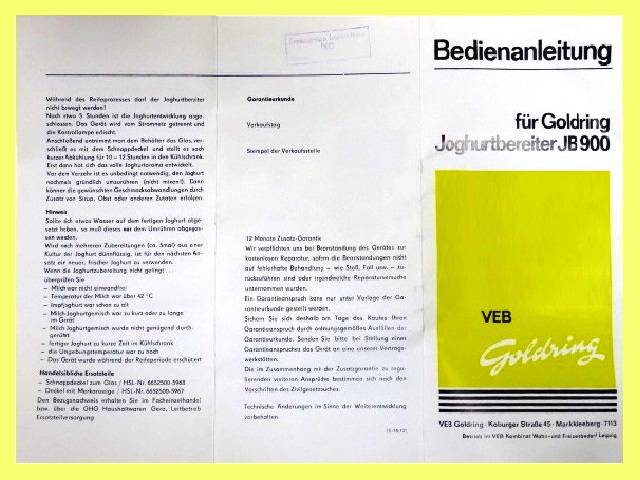 Während des Reifeprozesses darf der Joghurtbereiter
nicht bewegt werden!
Nach etwa 5 Stunden ist die Joghurtentwicklung abge-
schlossen. Das Gerät wird vom Stromnetz getrennt und
die Kontrollampe erlischt.
Anschließend entnimmt man dem Behälter das Glas, ver-
schließt es mit dem Schnappdeckel und stellt es nach
kurzer Abkühlung für 10 – 12 Stunden in den Kühlschrank.
Erst dann hat sich das volle Joghurtaroma entwickelt.
Vor dem Verzehr ist es unbedingt notwendig, den Joghurt
nochmals gründlich umzurühren (nicht mixen!). Dann
können die gewünschten Geschmacksabwandlungen durch
Zusatz von Sirup, Obst oder anderen Zutaten erfolgen.
Hinweis
Sollte sich etwas Wasser auf dem fertigen Joghurt abge-
setzt haben, so muß dieses vor dem Umrühren abgegos-
sen werden.
Wird nach mehreren Zubereitungen (ca. 5mal) aus einer
Kultur der Joghurt dünnflüssig, ist für den nächsten An-
satz ein neuer, frischer Joghurt zu verwenden.
Wenn die Joghurtzubereitung nicht gelingt . . .
überprüfen Sie
– Milch war nicht einwandfrei
– Temperatur der Milch war über 42 °C
– Impfjoghurt war schon zu alt
– Milch-Joghurtgemisch war zu kurz oder zu lange
im Gerät
– Milch Joghurtgemisch wurde nicht genügend durch-
gerührt
– fertiger Joghurt zu kurze Zeit im Kühlschrank
– die Umgebungstemperatur war zu hoch
– Das Gerät wurde während der Reifeperiode erschüttert
Handelsübliche Ersatzteile
– Schnappdeckel zum Glas / HSL-Nr. 6652500-5965
– Deckel mit Markanzeige / HSL-Nr. 6652500-5957
Dem Bezugsnachweis erhalten Sie im Facheinzelhandel
bzw. über die GHG Haushaltwaren Gera, Leitbetrieb
Ersatzteilversorgung
Garantieurkunde
Verkaufstag
Stempel der Verkaufsstelle
12 Monate Zusatz-Garantie
Wir verpflichten uns bei Beanstandung des Gerätes zur
kostenlosen Reparatur, sofern die Beanstandungen nicht
auf fehlerhafte Behandlung – wie Stoß, Fall usw. – zu-
rückzuführen sind oder irgendwelche Reparaturversuche
unternommen wurden.
Ein Garantieanspruch kann nur unter Vorlage der Ga-
rantieurkunde gestellt werden.
Sichern Sie sich deshalb am Tage des Kaufes Ihren
Garantieanspruch durch ordnungsgemäßes Ausfüllen der
Garantieurkunde. Senden Sie bitte bei Stellung eines
Garantieanspruches das Gerät an eine unserer Vertrags-
werkstätten.
Die im Zusammenhang mit der Zusatzgarantie zu regu-
lierenden weiteren Ansprüche bestimmen sich nach den
Vorschriften des Zivilgesetzbuches.
Technische Änderungen im Sinne der Weiterentwicklung
vorbehalten.
Bedienanleitung
für Goldring
Joghurtbereiter JB 900
VEB
Goldring
VEB Goldring · Koburger Straße 45 · Markkleeberg · 7113
Betrieb im VEB Kombinat Wohn- und Freizeitbedarf Leipzig